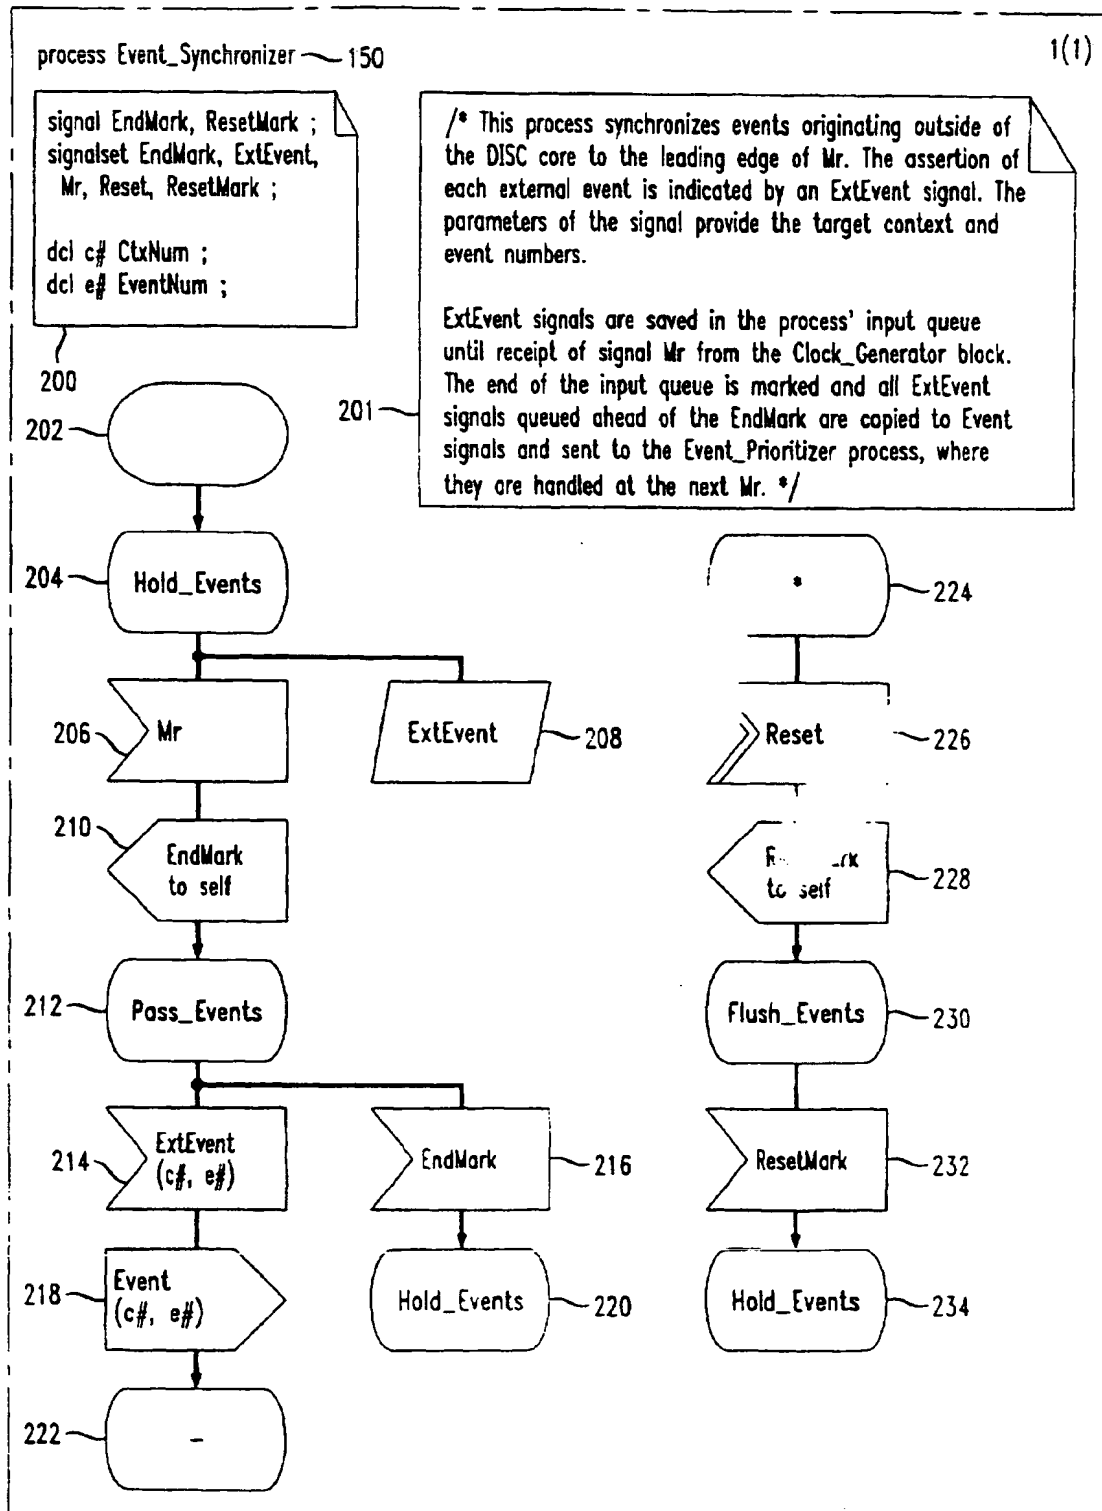 process Event_Synchronizer 150
1(1)
signal EndMark, ResetMark ;
signalset EndMark, ExtEvent,
Mr, Reset, ResetMark ;
dcl c# CtxNum ;
dcl e# EventNum ;
200
/* This process synchronizes events originating outside of
the DISC core to the leading edge of Mr. The assertion of
each external event is indicated by an ExtEvent signal. The
parameters of the signal provide the target context and
event numbers.
ExtEvent signals are saved in the process' input queue
until receipt of signal Mr from the Clock_Generator block.
The end of the input queue is marked and all ExtEvent
signals queued ahead of the EndMark are copied to Event
signals and sent to the Event_Prioritizer process, where
they are handled at the next Mr. */
201
202
204
Hold_Events
*
224
206
Mr
ExtEvent
208
Reset
226
210
EndMark
to self
to self
228
212
Pass_Events
Flush_Events
230
214
ExtEvent
(c#, e#)
EndMark
216
ResetMark
232
218
Event
(c#, e#)
Hold_Events
220
Hold_Events
234
222
-